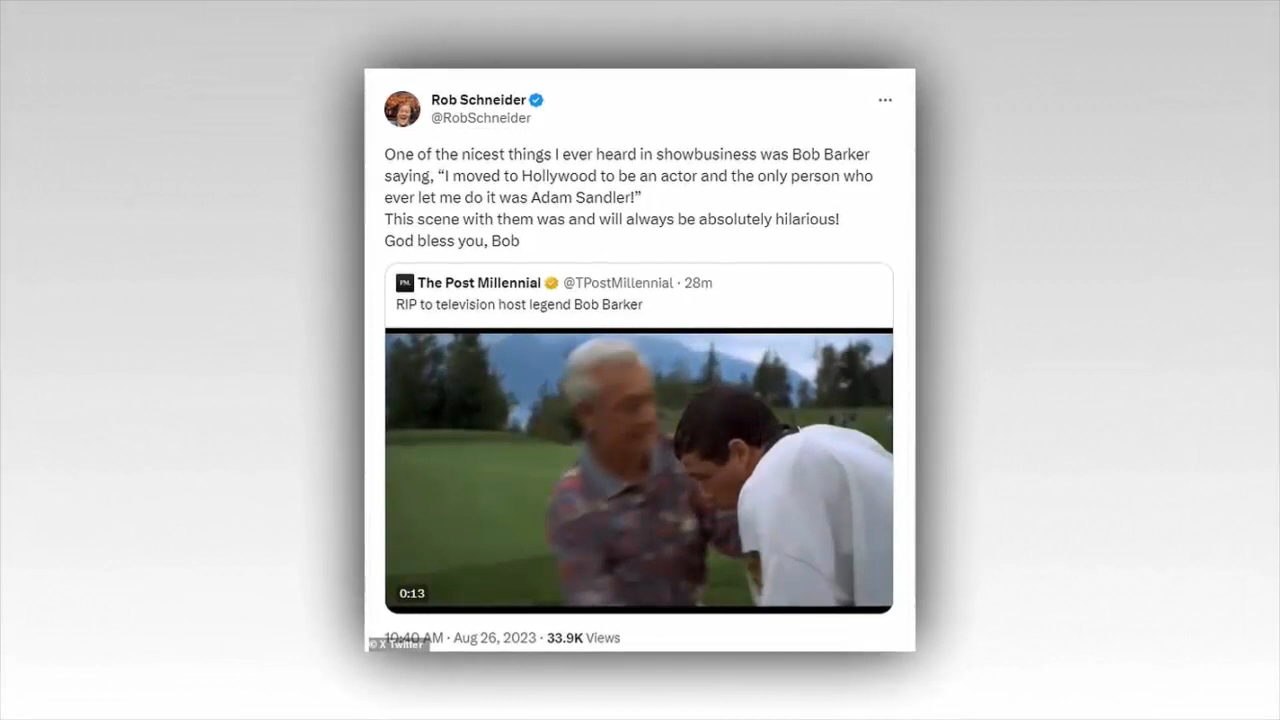 Rob Schneider
@RobSchneider
One of the nicest things I ever heard in showbusiness was Bob Barker
saying, “I moved to Hollywood to be an actor and the only person who
ever let me do it was Adam Sandler!”
This scene with them was and will always be absolutely hilarious!
God bless you, Bob
The Post Millennial @TPostMillennial · 28m
RIP to television host legend Bob Barker
0:13
10:40 AM · Aug 26, 2023 · 33.9K Views
© X Twitter